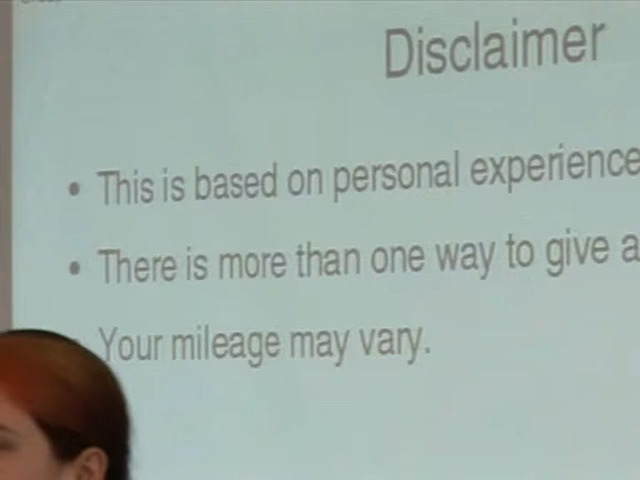 Disclaimer
• This is based on personal experience
• There is more than one way to give a
Your mileage may vary.